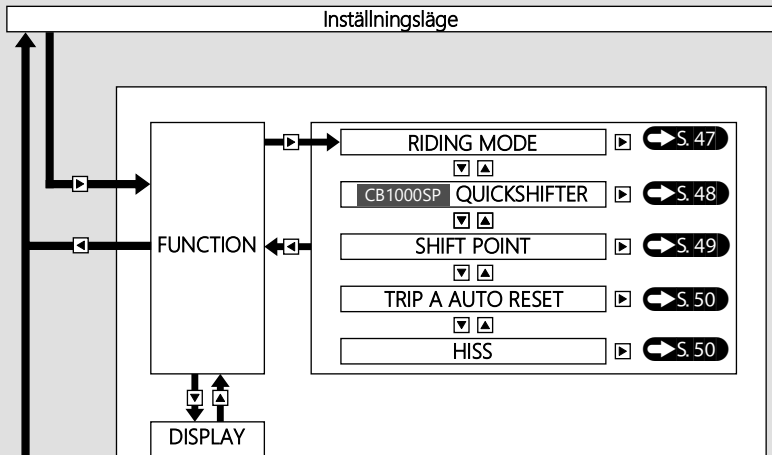 Inställningsläge
FUNCTION
RIDING MODE S. 47
CB1000SP QUICKSHIFTER S. 48
SHIFT POINT S. 49
TRIP A AUTO RESET S. 50
HISS S. 50
DISPLAY